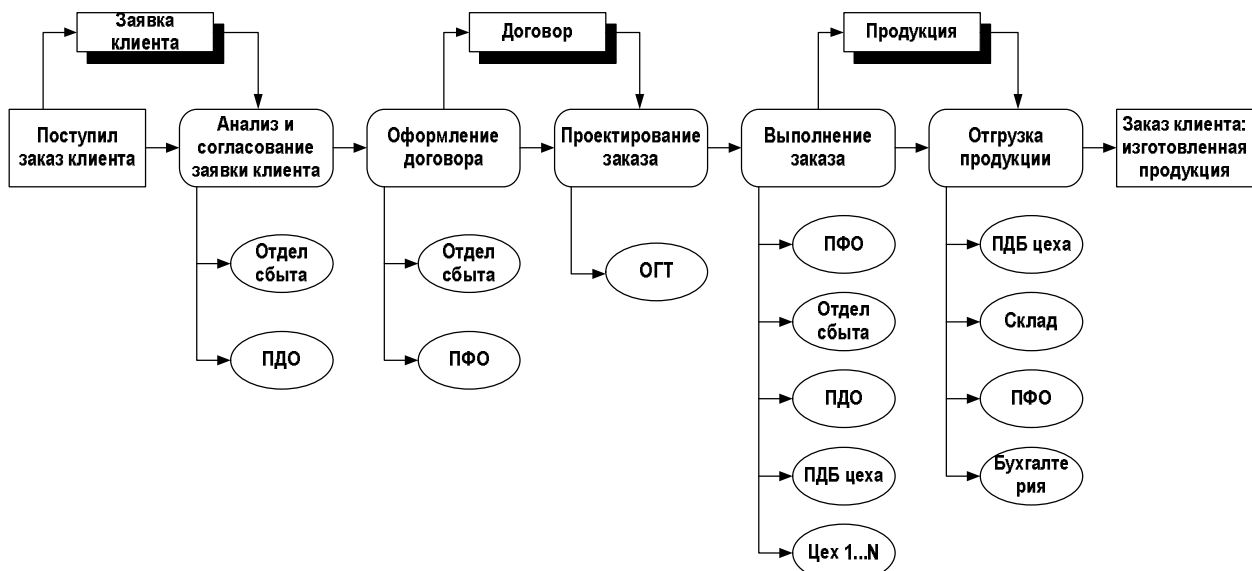 Заявка
клиента
Договор
Продукция
Поступил
заказ клиента
Анализ и
согласование
заявки клиента
Оформление
договора
Проектирование
заказа
Выполнение
заказа
Отгрузка
продукции
Заказ клиента:
изготовленная
продукция
Отдел
сбыта
ПДО
Отдел
сбыта
ПФО
ОГТ
ПФО
Отдел
сбыта
ПДО
ПДБ цеха
Цех 1...N
ПДБ цеха
Склад
ПФО
Бухгалте
рия